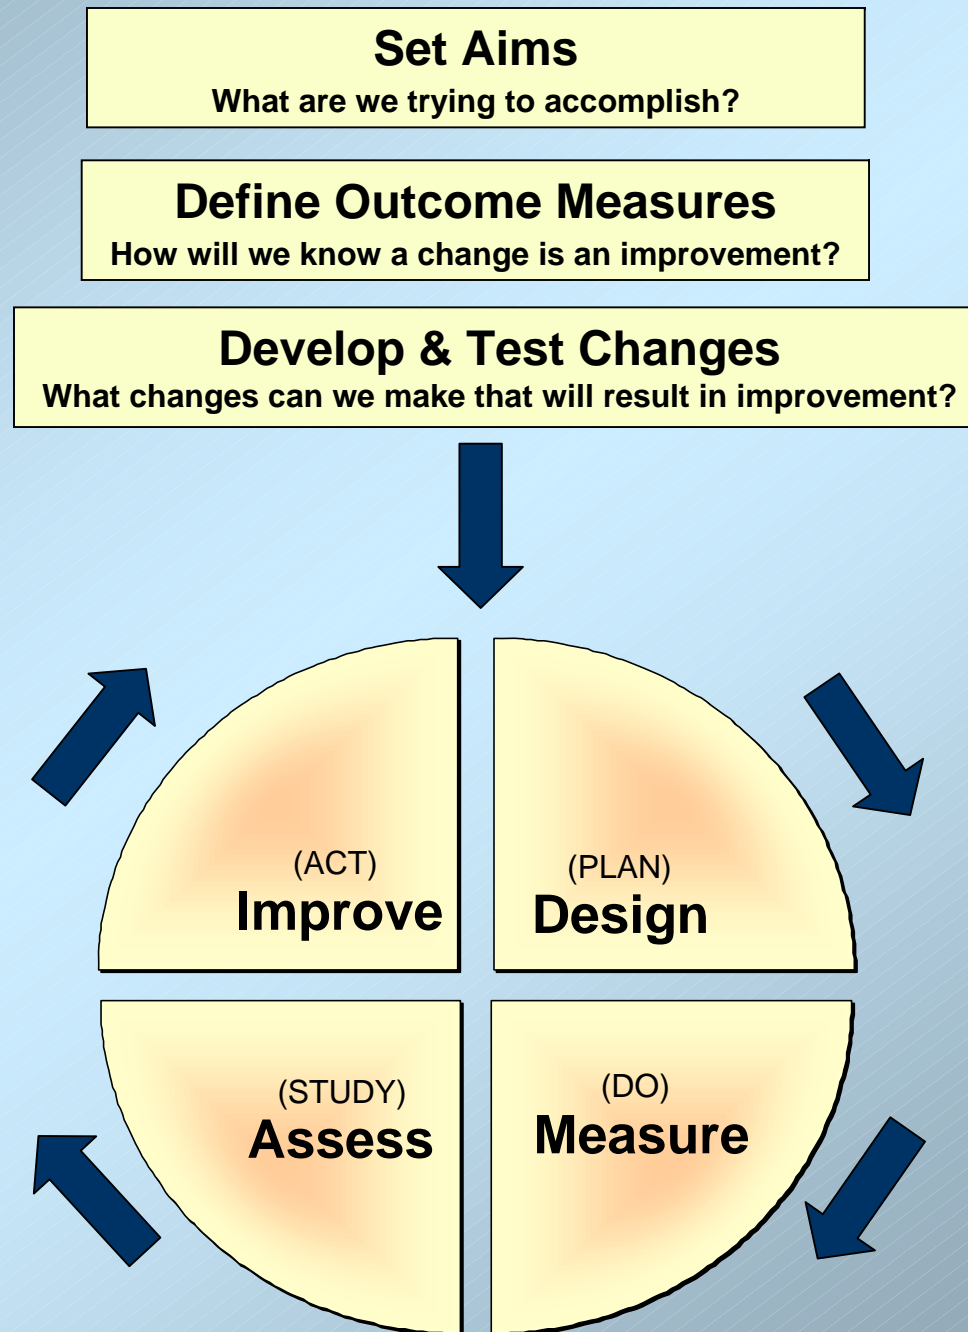 Set Aims
What are we trying to accomplish?
Define Outcome Measures
How will we know a change is an improvement?
Develop & Test Changes
What changes can we make that will result in improvement?
(ACT)
Improve
(PLAN)
Design
(STUDY)
Assess
(DO)
Measure